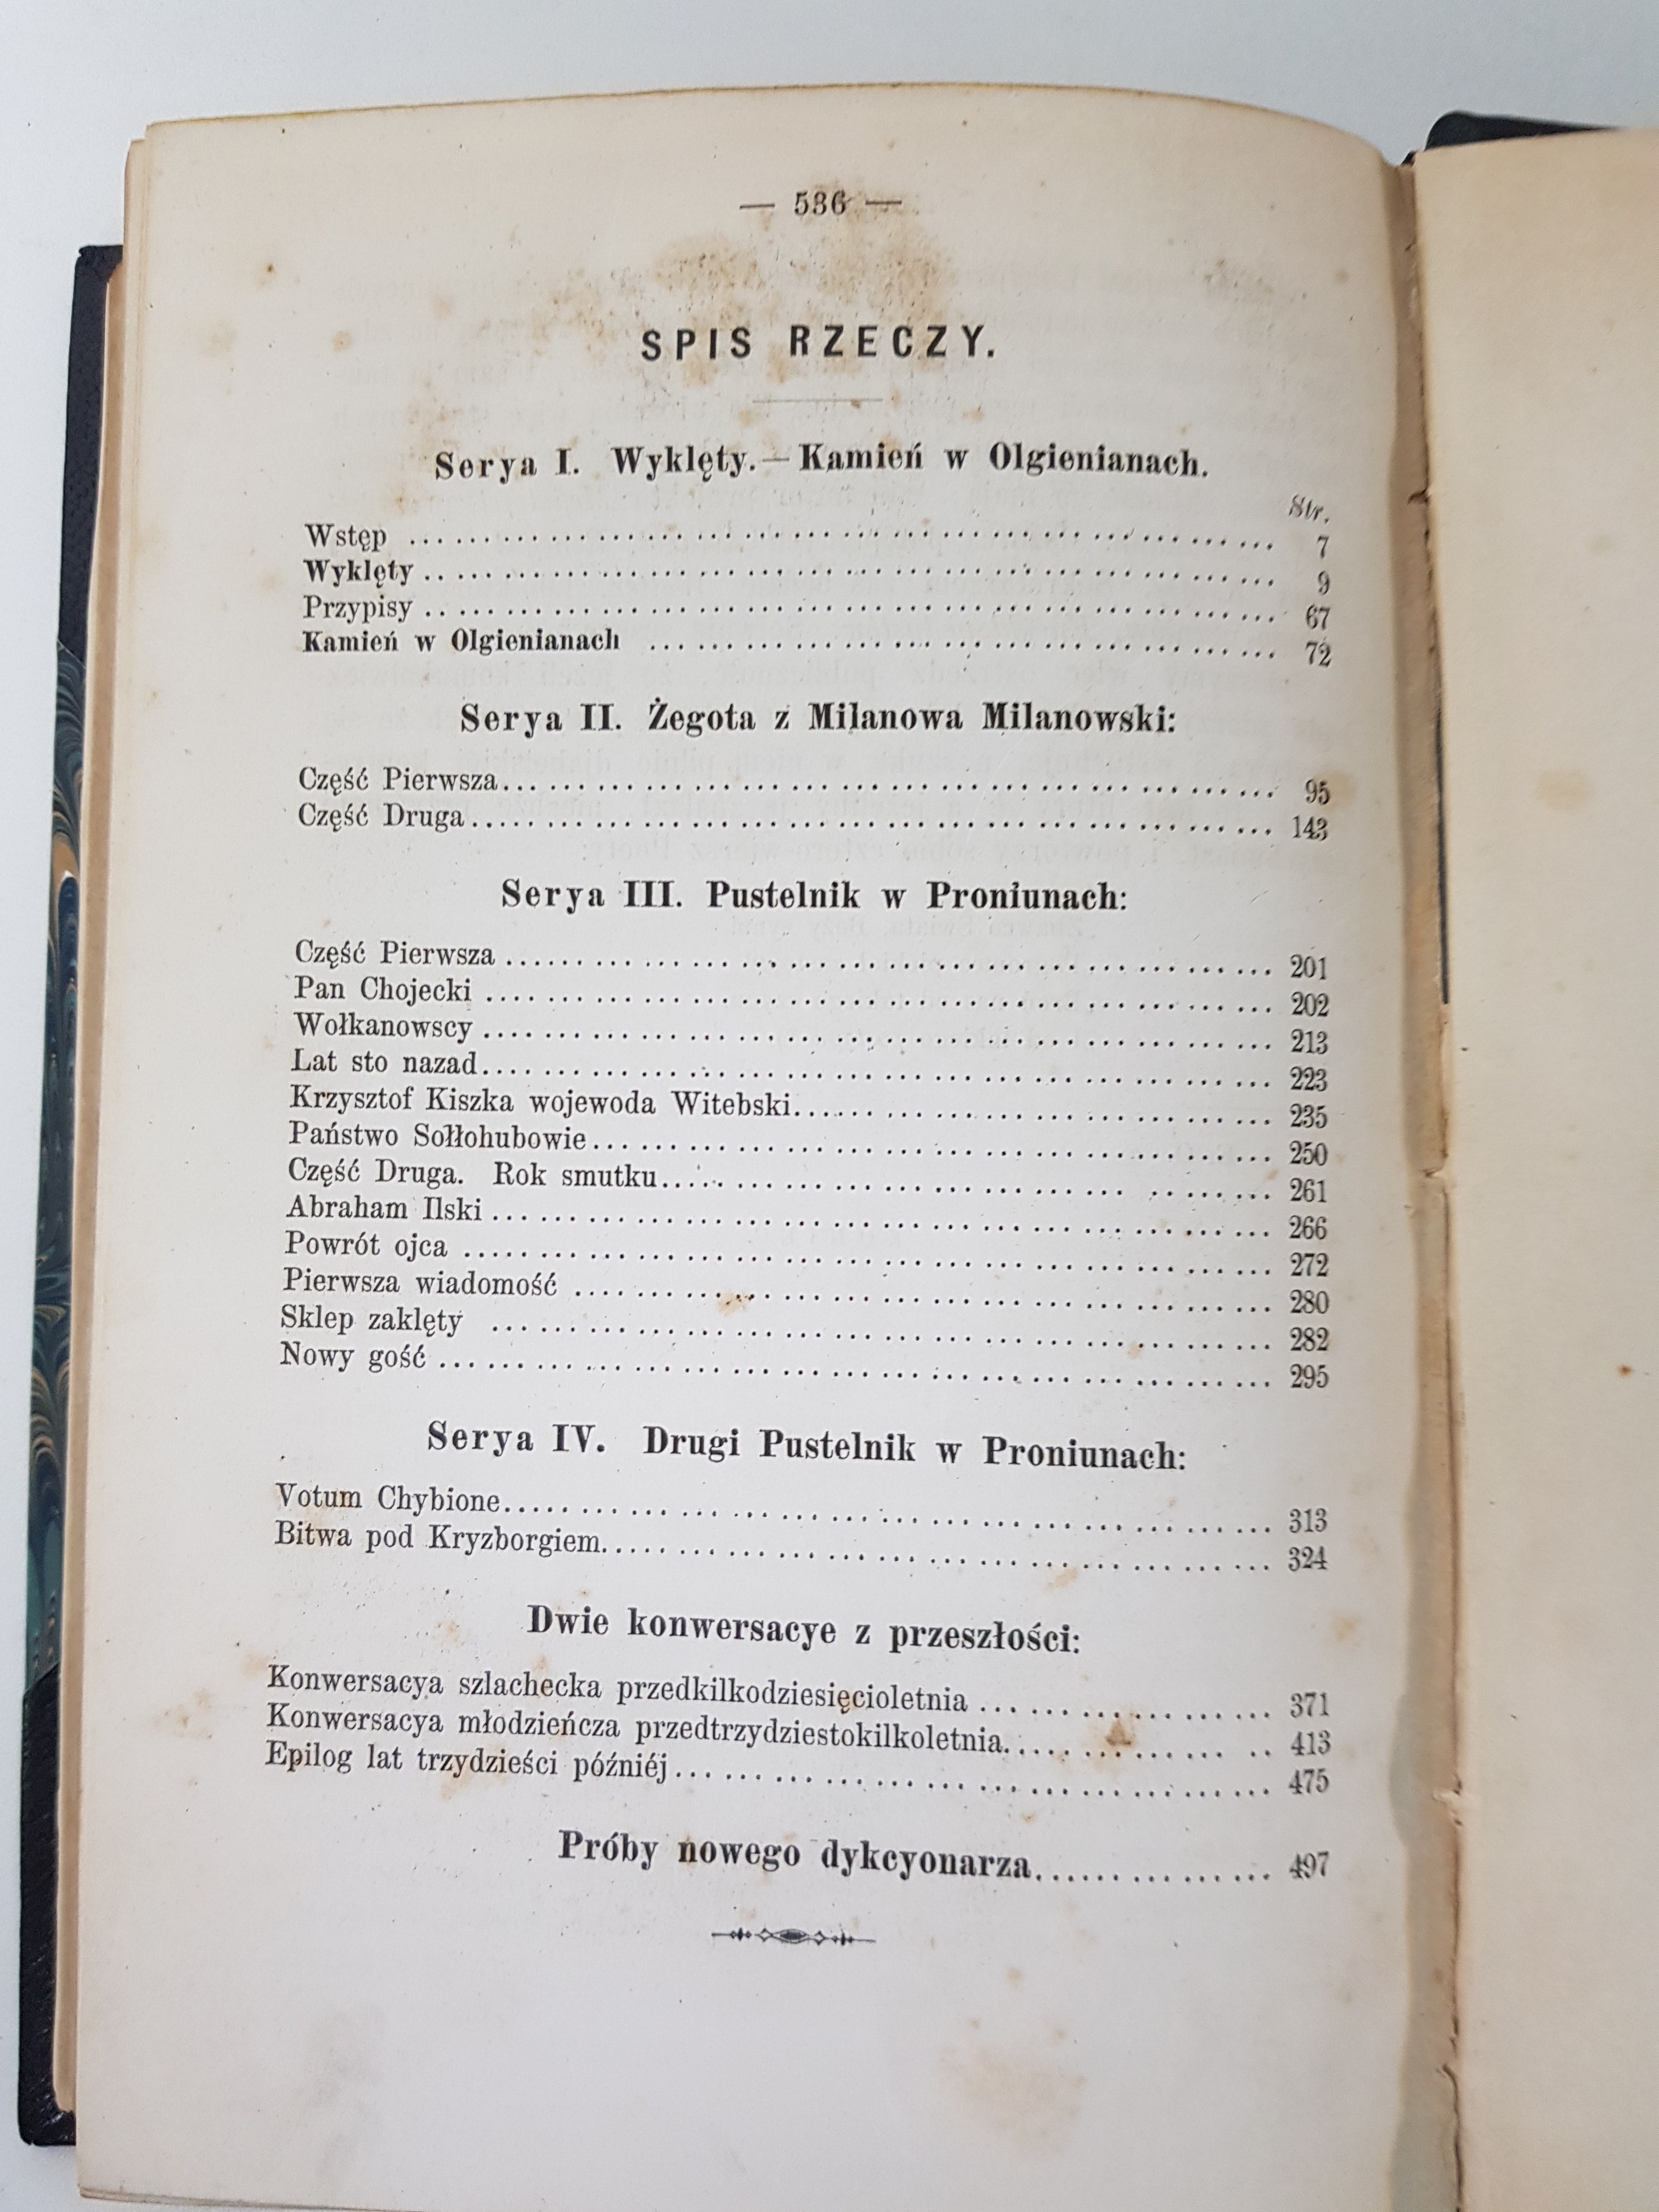 — 536 —
SPIS RZECZY.
Serya I. Wyklęty.—Kamień w Olgienianach.
Str.
Wstęp ........ 7
Wyklęty ........ 9
Przypisy ........ 67
Kamień w Olgienianach ........ 72
Serya II. Żegota z Milanowa Milanowski:
Część Pierwsza ........ 95
Część Druga ........ 143
Serya III. Pustelnik w Proniunach:
Część Pierwsza ........ 201
Pan Chojecki ........ 202
Wołkanowscy ........ 213
Lat sto nazad ........ 223
Krzysztof Kiszka wojewoda Witebski ........ 235
Państwo Sołłohubowie ........ 250
Część Druga. Rok smutku ........ 261
Abraham Ilski ........ 266
Powrót ojca ........ 272
Pierwsza wiadomość ........ 280
Sklep zaklęty ........ 282
Nowy gość ........ 295
Serya IV. Drugi Pustelnik w Proniunach:
Votum Chybione ........ 313
Bitwa pod Kryzborgiem ........ 324
Dwie konwersacye z przeszłości:
Konwersacya szlachecka przedkilkodziesięcioletnia ........ 371
Konwersacya młodzieńcza przedtrzydziestokilkoletnia ........ 413
Epilog lat trzydzieści późniéj ........ 475
Próby nowego dykcyonarza ........ 497